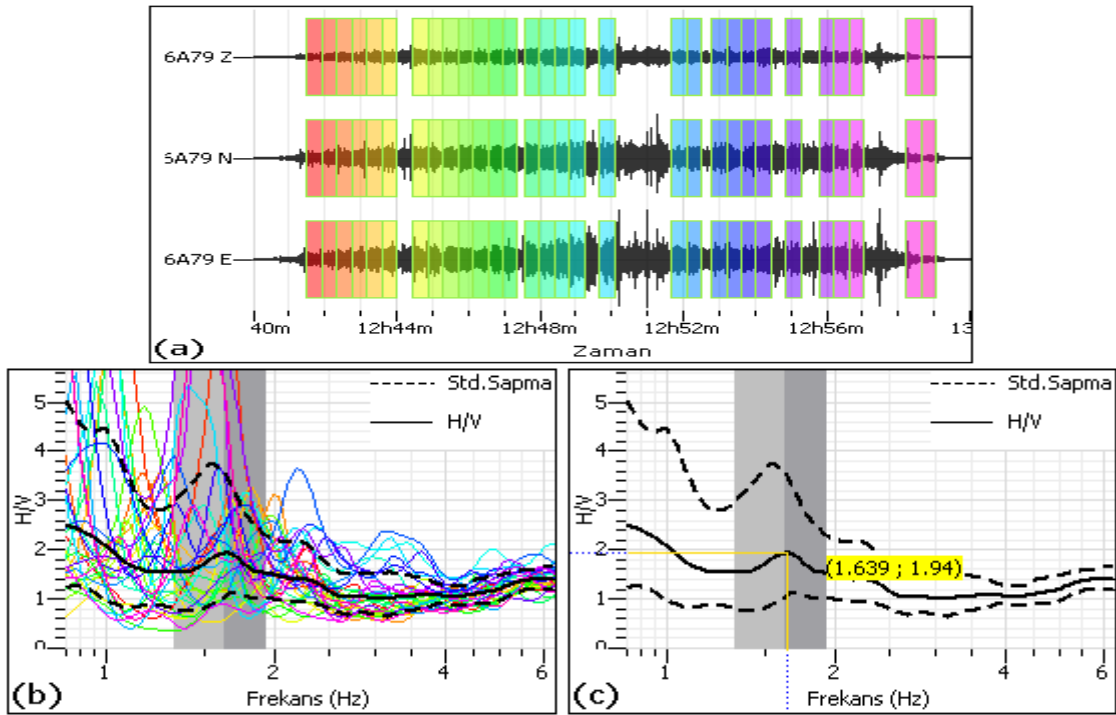 6A79 Z
5A79 N
6A79 E
40m 12h44m 12h48m 12h52m 12h56m 13
(a) Zaman
Std.Sapma
H/V
5
4
3
2
1
0
H/V
1 2 4 6
(b) Frekans (Hz)
Std.Sapma
H/V
5
4
3
2
1
0
H/V
(1.639 ; 1.94)
1 2 4 6
(c) Frekans (Hz)